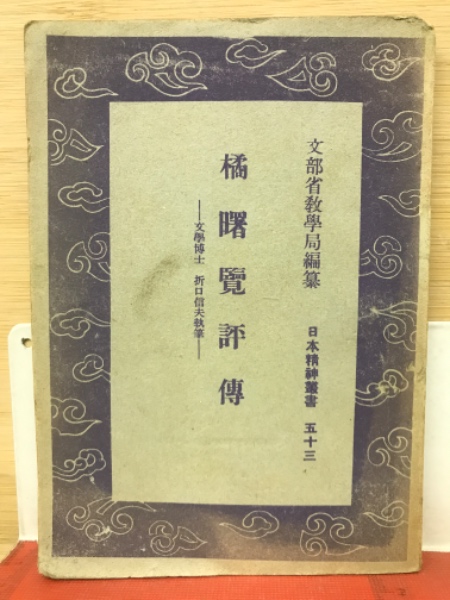 文部省教學局編纂
日本精神叢書 五十三
橘曙覽評傳
――文學博士 折口信夫執筆――